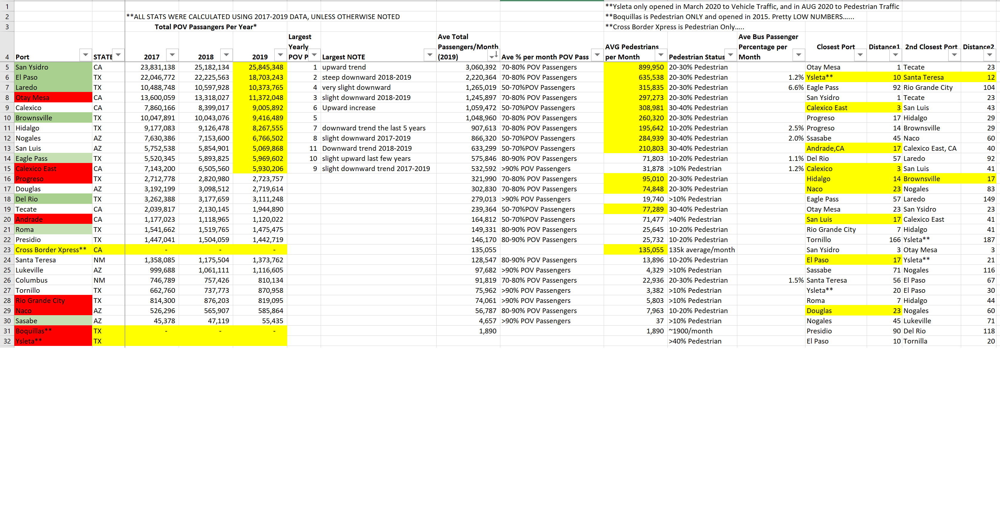 1 **Ysleta only opened in March 2020 to Vehicle Traffic, and in AUG 2020 to Pedestrian Traffic
2 **ALL STATS WERE CALCULATED USING 2017-2019 DATA, UNLESS OTHERWISE NOTED **Boquillas is Pedestrian ONLY and opened in 2015. Pretty LOW NUMBERS......
3 Total POV Passangers Per Year* **Cross Border Xpress is Pedestrian Only.....
Largest Ave Total Ave Bus Passenger
Yearly Passengers/Month AVG Pedestrians Percentage per Closest Port Distance1 2nd Closest Port Distance2
4 Port STATE 2017 2018 2019 POV P Largest NOTE (2019) Ave % per month POV Pass per Month Pedestrian Status Month
5 San Ysidro CA 23,831,138 25,182,134 25,845,348 1 upward trend 3,060,392 70-80% POV Passengers 899,950 20-30% Pedestrian Otay Mesa 1 Tecate 23
6 El Paso TX 22,046,772 22,225,563 18,703,243 2 steep downward 2018-2019 2,220,364 70-80% POV Passengers 635,538 20-30% Pedestrian 1.2% Ysleta** 10 Santa Teresa 12
7 Laredo TX 10,488,748 10,597,928 10,373,765 4 very slight downward 1,265,019 50-70%POV Passengers 315,835 20-30% Pedestrian 6.6% Eagle Pass 92 Rio Grande City 104
8 Otay Mesa CA 13,600,059 13,318,027 11,372,048 3 slight downward 2018-2019 1,245,897 70-80% POV Passengers 297,273 20-30% Pedestrian San Ysidro 1 Tecate 23
9 Calexico CA 7,860,166 8,399,017 9,005,892 6 Upward increase 1,059,472 50-70%POV Passengers 308,981 30-40% Pedestrian Calexico East 3 San Luis 43
10 Brownsville TX 10,047,891 10,043,076 9,416,489 5 1,048,960 70-80% POV Passengers 260,320 20-30% Pedestrian Progreso 17 Hidalgo 29
11 Hidalgo TX 9,177,083 9,126,478 8,267,555 7 downward trend the last 5 years 907,613 70-80% POV Passengers 195,642 10-20% Pedestrian 2.5% Progreso 14 Brownsville 29
12 Nogales AZ 7,630,386 7,153,600 6,766,502 8 slight downward 2017-2019 866,320 50-70%POV Passengers 284,939 30-40% Pedestrian 2.0% Ssasabe 45 Naco 60
13 San Luis AZ 5,752,538 5,854,901 5,069,868 11 Downward trend 2018-2019 633,299 50-70%POV Passengers 210,803 30-40% Pedestrian Andrade,CA 17 Calexico East, CA 40
14 Eagle Pass TX 5,520,345 5,893,825 5,969,602 10 slight upward last few years 575,846 80-90% POV Passengers 71,803 10-20% Pedestrian 1.1% Del Rio 57 Laredo 92
15 Calexico East CA 7,143,200 6,505,560 5,930,206 9 slight downward trend 2017-2019 532,592 >90% POV Passengers 31,878 >10% Pedestrian 1.2% Calexico 3 San Luis 41
16 Progreso TX 2,712,778 2,820,980 2,723,757 321,990 70-80% POV Passengers 95,010 20-30% Pedestrian Hidalgo 14 Brownsville 17
17 Douglas AZ 3,192,199 3,098,512 2,719,614 302,830 70-80% POV Passengers 74,848 20-30% Pedestrian Naco 23 Nogales 83
18 Del Rio TX 3,262,388 3,177,659 3,111,248 279,013 >90% POV Passengers 19,740 >10% Pedestrian Eagle Pass 57 Laredo 149
19 Tecate CA 2,039,817 2,130,145 1,944,890 239,364 50-70%POV Passengers 77,289 30-40% Pedestrian Otay Mesa 23 San Ysidro 23
20 Andrade CA 1,177,023 1,118,965 1,120,022 164,812 50-70%POV Passengers 71,477 >40% Pedestrian San Luis 17 Calexico East 41
21 Roma TX 1,541,662 1,519,765 1,475,475 149,331 80-90% POV Passengers 25,645 10-20% Pedestrian Rio Grande City 7 Hidalgo 41
22 Presidio TX 1,447,041 1,504,059 1,442,719 146,170 80-90% POV Passengers 25,732 10-20% Pedestrian Tornillo 166 Ysleta** 187
23 Cross Border Xpress** CA - - - 135,055 135,055 135k average/month San Ysidro 3 Otay Mesa 3
24 Santa Teresa NM 1,358,085 1,175,504 1,373,762 128,547 80-90% POV Passengers 13,896 10-20% Pedestrian El Paso 17 Ysleta** 21
25 Lukeville AZ 999,688 1,061,111 1,116,605 97,682 >90% POV Passengers 4,329 >10% Pedestrian Sassabe 71 Nogales 116
26 Columbus NM 746,789 757,426 810,134 91,819 70-80% POV Passengers 22,936 20-30% Pedestrian 1.5% Santa Teresa 56 El Paso 67
27 Tornillo TX 662,760 737,773 870,958 75,962 >90% POV Passengers 3,382 >10% Pedestrian Ysleta** 20 El Paso 30
28 Rio Grande City TX 814,300 876,203 819,095 74,061 >90% POV Passengers 5,803 >10% Pedestrian Roma 7 Hidalgo 44
29 Naco AZ 526,296 565,907 585,864 56,787 80-90% POV Passengers 7,963 10-20% Pedestrian Douglas 23 Nogales 60
30 Sasabe AZ 45,378 47,119 55,435 4,657 >90% POV Passengers 37 >10% Pedestrian Nogales 45 Lukeville 71
31 Boquillas** TX - - - 1,890 1,890 ~1900/month Presidio 90 Del Rio 118
32 Ysleta** TX >40% Pedestrian El Paso 10 Tornilla 20